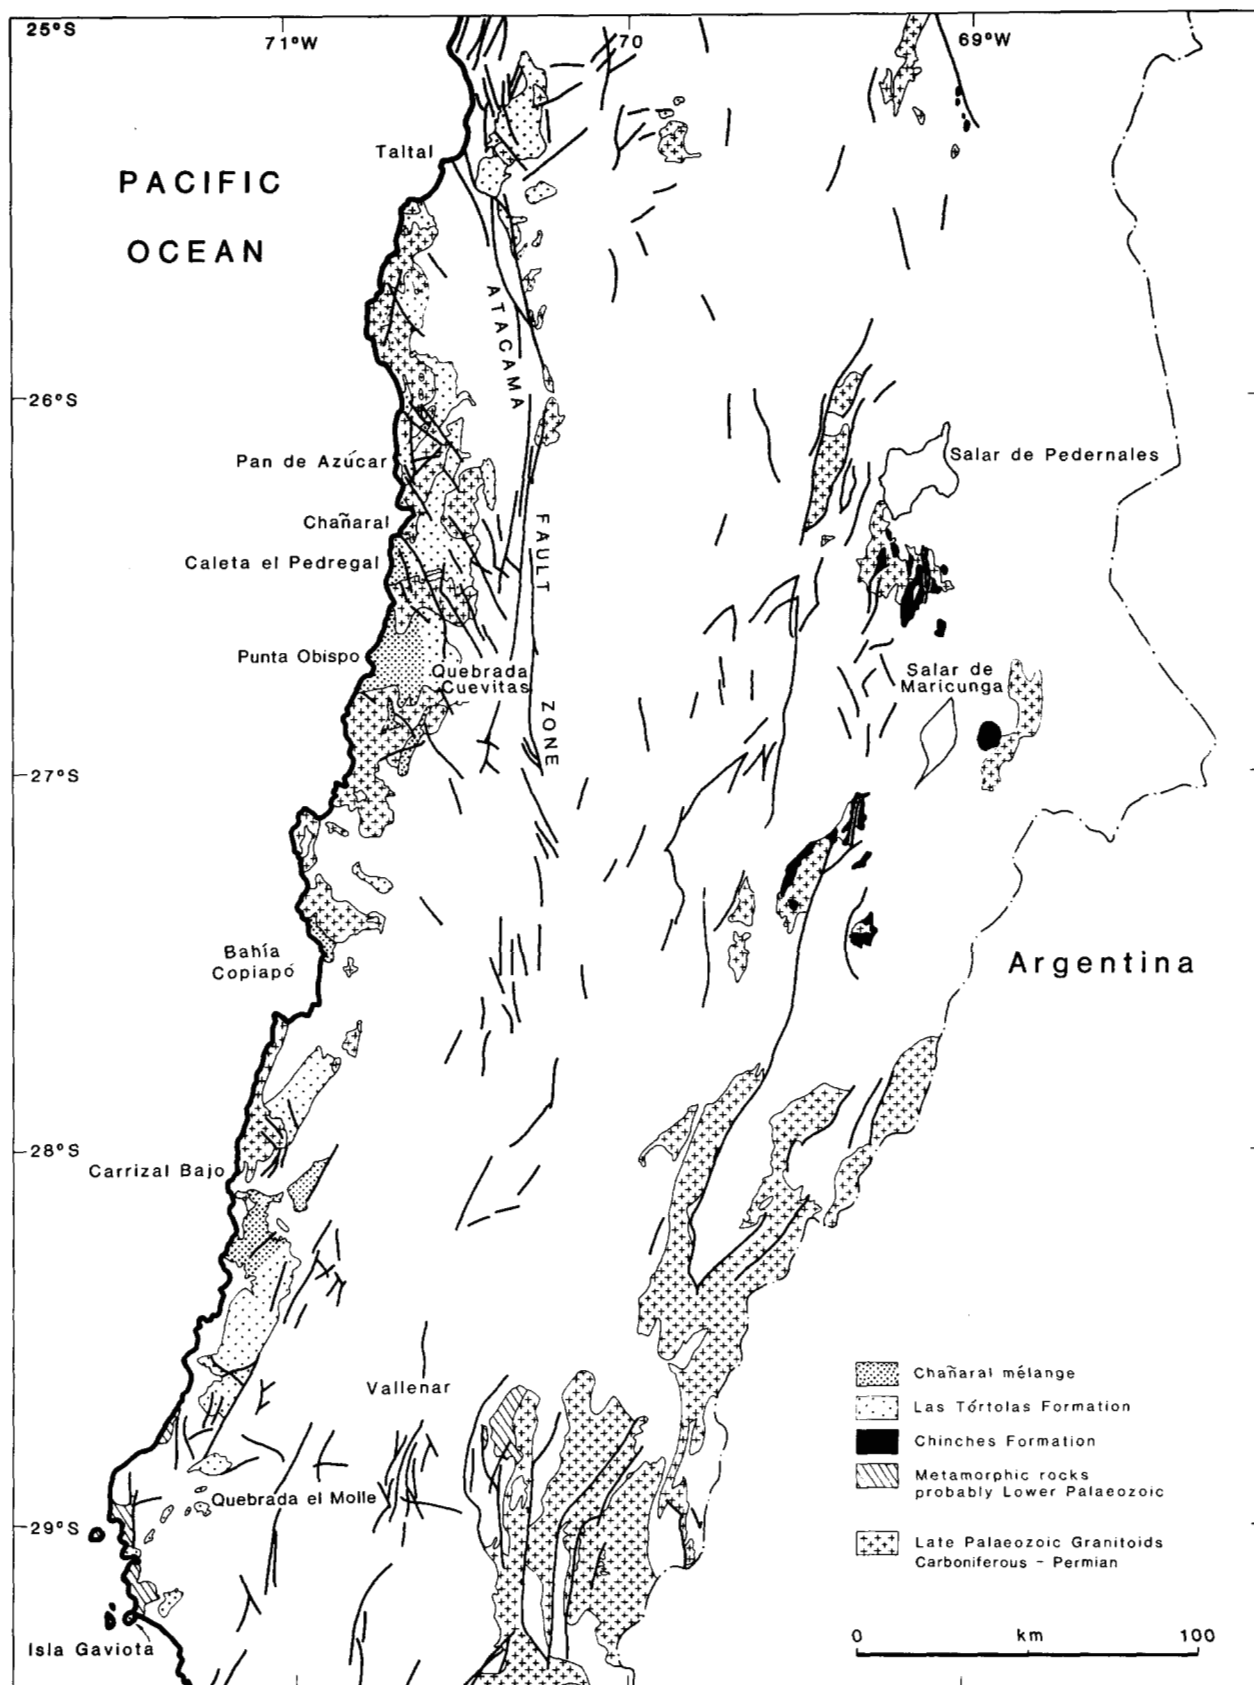 25°S
71°W
70
69°W
Taltal
PACIFIC
OCEAN
ATACAMA
26°S
Pan de Azúcar
Salar de Pedernales
Chañaral
FAULT
Caleta el Pedregal
Punta Obispo
Quebrada
Cuevitas
Salar de
Maricunga
ZONE
27°S
Bahía
Copiapó
Argentina
28°S
Carrizal Bajo
Vallenar
Chañaral mélange
Las Tórtolas Formation
Chinches Formation
Metamorphic rocks
probably Lower Palaeozoic
Quebrada el Molle
29°S
Late Palaeozoic Granitoids
Carboniferous - Permian
Isla Gaviota
0 km 100